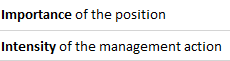 Importance of the position
Intensity of the management action